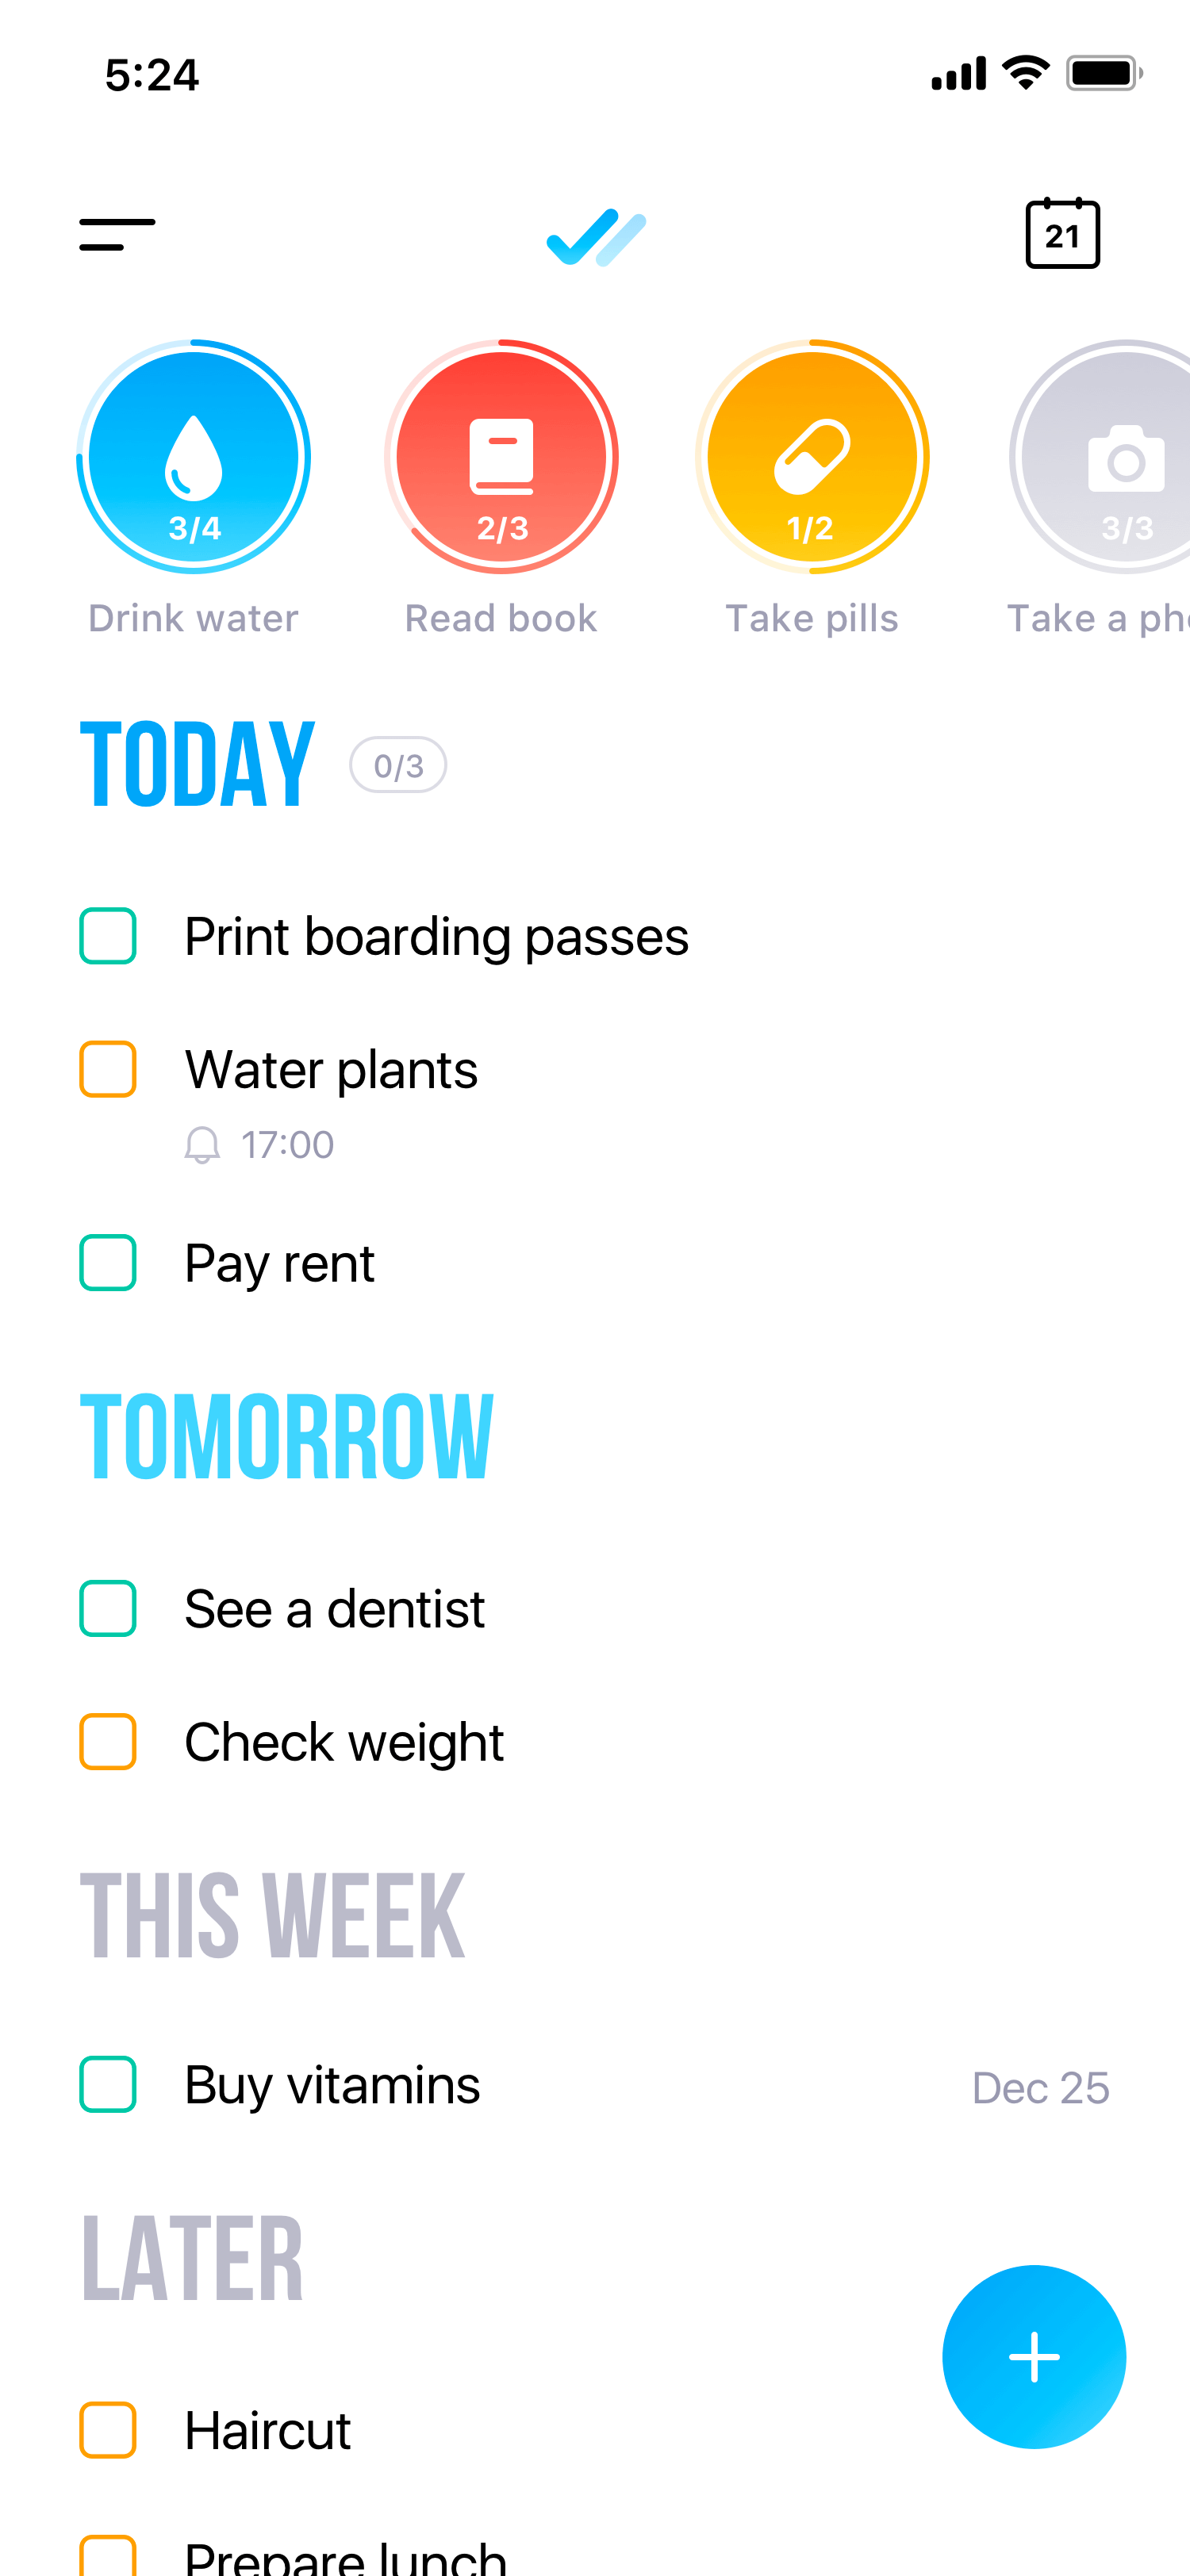 5:24
21
3/4
2/3
1/2
3/3
Drink water
Read book
Take pills
Take a pho
TODAY
0/3
Print boarding passes
Water plants
17:00
Pay rent
TOMORROW
See a dentist
Check weight
THIS WEEK
Buy vitamins
Dec 25
LATER
Haircut
Prepare lunch